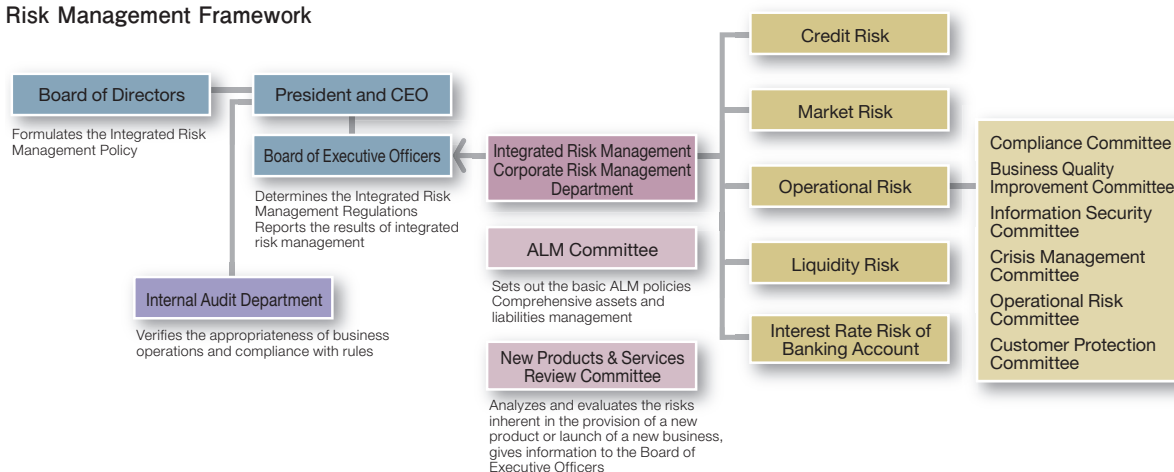 Risk Management Framework
Board of Directors
Formulates the Integrated Risk
Management Policy
President and CEO
Board of Executive Officers
Determines the Integrated Risk
Management Regulations
Reports the results of integrated
risk management
Internal Audit Department
Verifies the appropriateness of business
operations and compliance with rules
Integrated Risk Management
Corporate Risk Management
Department
ALM Committee
Sets out the basic ALM policies
Comprehensive assets and
liabilities management
New Products & Services
Review Committee
Analyzes and evaluates the risks
inherent in the provision of a new
product or launch of a new business,
gives information to the Board of
Executive Officers
Credit Risk
Market Risk
Operational Risk
Liquidity Risk
Interest Rate Risk of
Banking Account
Compliance Committee
Business Quality
Improvement Committee
Information Security
Committee
Crisis Management
Committee
Operational Risk
Committee
Customer Protection
Committee